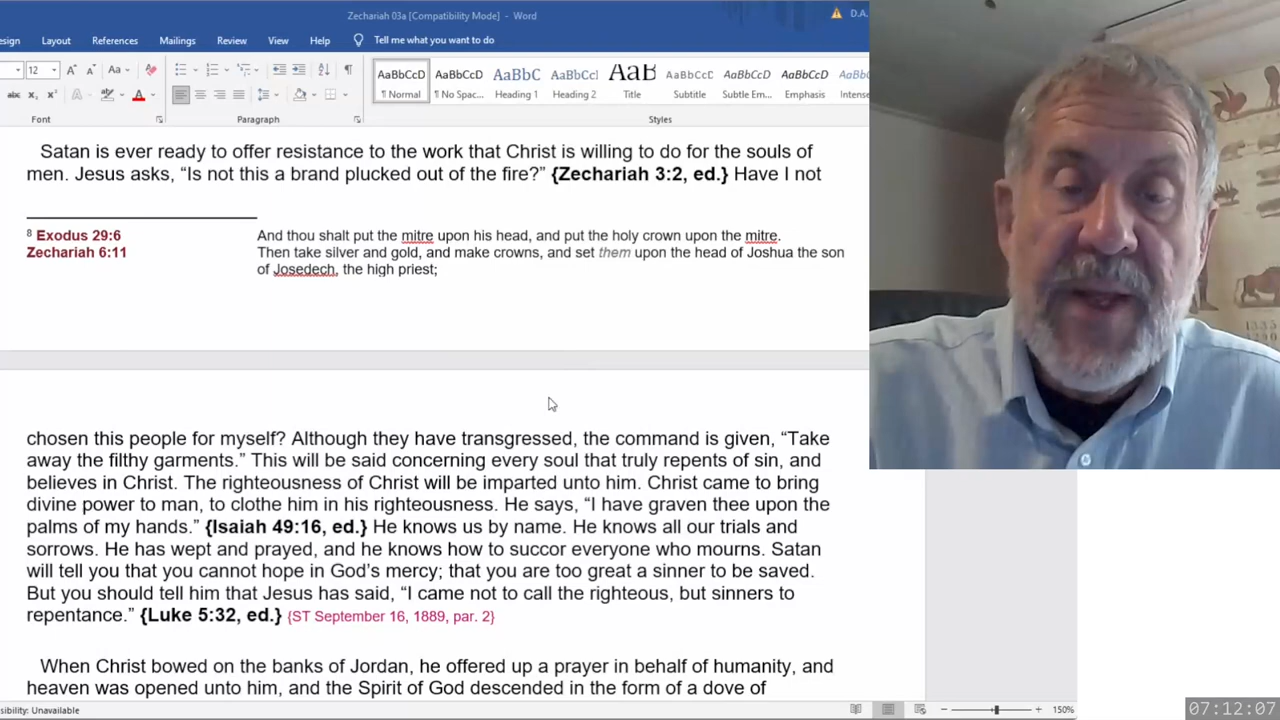 Zechariah 03a [Compatibility Mode] - Word
D.A.
esign Layout References Mailings Review View Help Tell me what you want to do
12 A A Aa
AaBbCcD AaBbCcD AaBbC AaBbCcl AaB AaBbCcD AaBbCcD AaBbCcD AaBbC
¶ Normal ¶ No Spac... Heading 1 Heading 2 Title Subtitle Subtle Em... Emphasis Intense
abc x₂ x² A ab A
Font Paragraph Styles
Satan is ever ready to offer resistance to the work that Christ is willing to do for the souls of
men. Jesus asks, “Is not this a brand plucked out of the fire?” {Zechariah 3:2, ed.} Have I not
8 Exodus 29:6 And thou shalt put the mitre upon his head, and put the holy crown upon the mitre.
Zechariah 6:11 Then take silver and gold, and make crowns, and set them upon the head of Joshua the son
of Josedech, the high priest;
chosen this people for myself? Although they have transgressed, the command is given, “Take
away the filthy garments.” This will be said concerning every soul that truly repents of sin, and
believes in Christ. The righteousness of Christ will be imparted unto him. Christ came to bring
divine power to man, to clothe him in his righteousness. He says, “I have graven thee upon the
palms of my hands.” {Isaiah 49:16, ed.} He knows us by name. He knows all our trials and
sorrows. He has wept and prayed, and he knows how to succor everyone who mourns. Satan
will tell you that you cannot hope in God’s mercy; that you are too great a sinner to be saved.
But you should tell him that Jesus has said, “I came not to call the righteous, but sinners to
repentance.” {Luke 5:32, ed.} {ST September 16, 1889, par. 2}
When Christ bowed on the banks of Jordan, he offered up a prayer in behalf of humanity, and
heaven was opened unto him, and the Spirit of God descended in the form of a dove of
sibility: Unavailable
150%
07:12:07